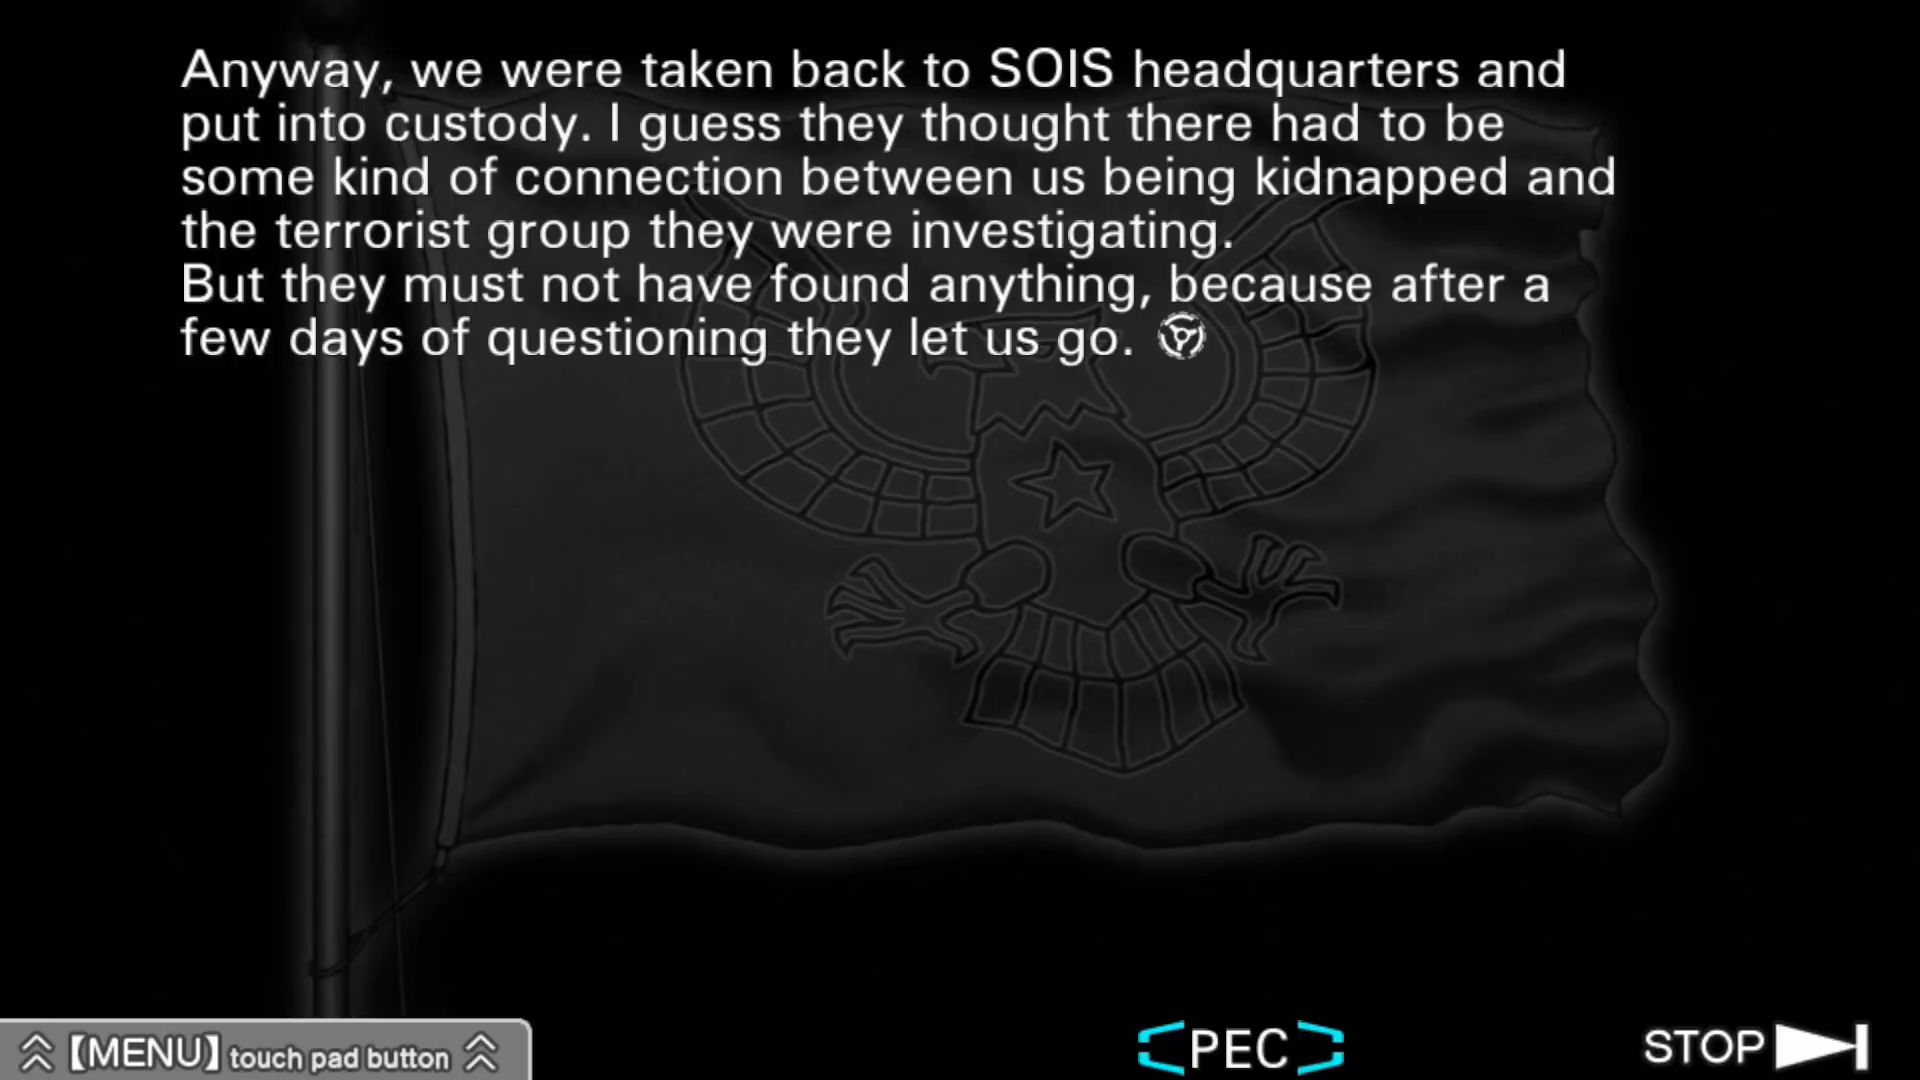 Anyway, we were taken back to SOIS headquarters and
put into custody. I guess they thought there had to be
some kind of connection between us being kidnapped and
the terrorist group they were investigating.
But they must not have found anything, because after a
few days of questioning they let us go.
【MENU】 touch pad button
PEC
STOP